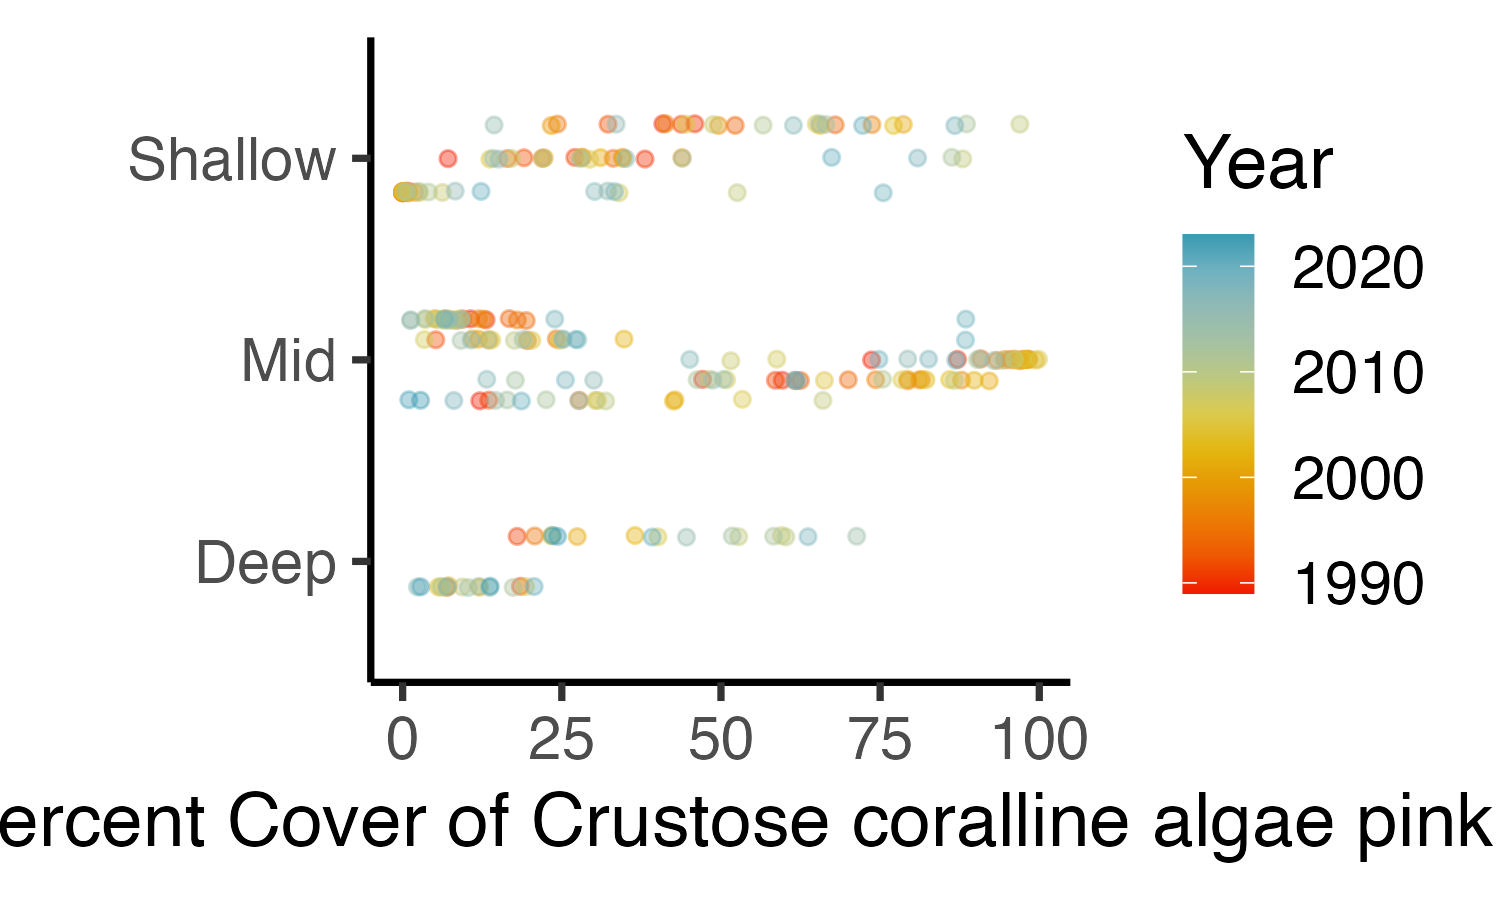 Shallow
Mid
Deep
0 25 50 75 100
ercent Cover of Crustose coralline algae pink
Year
2020
2010
2000
1990